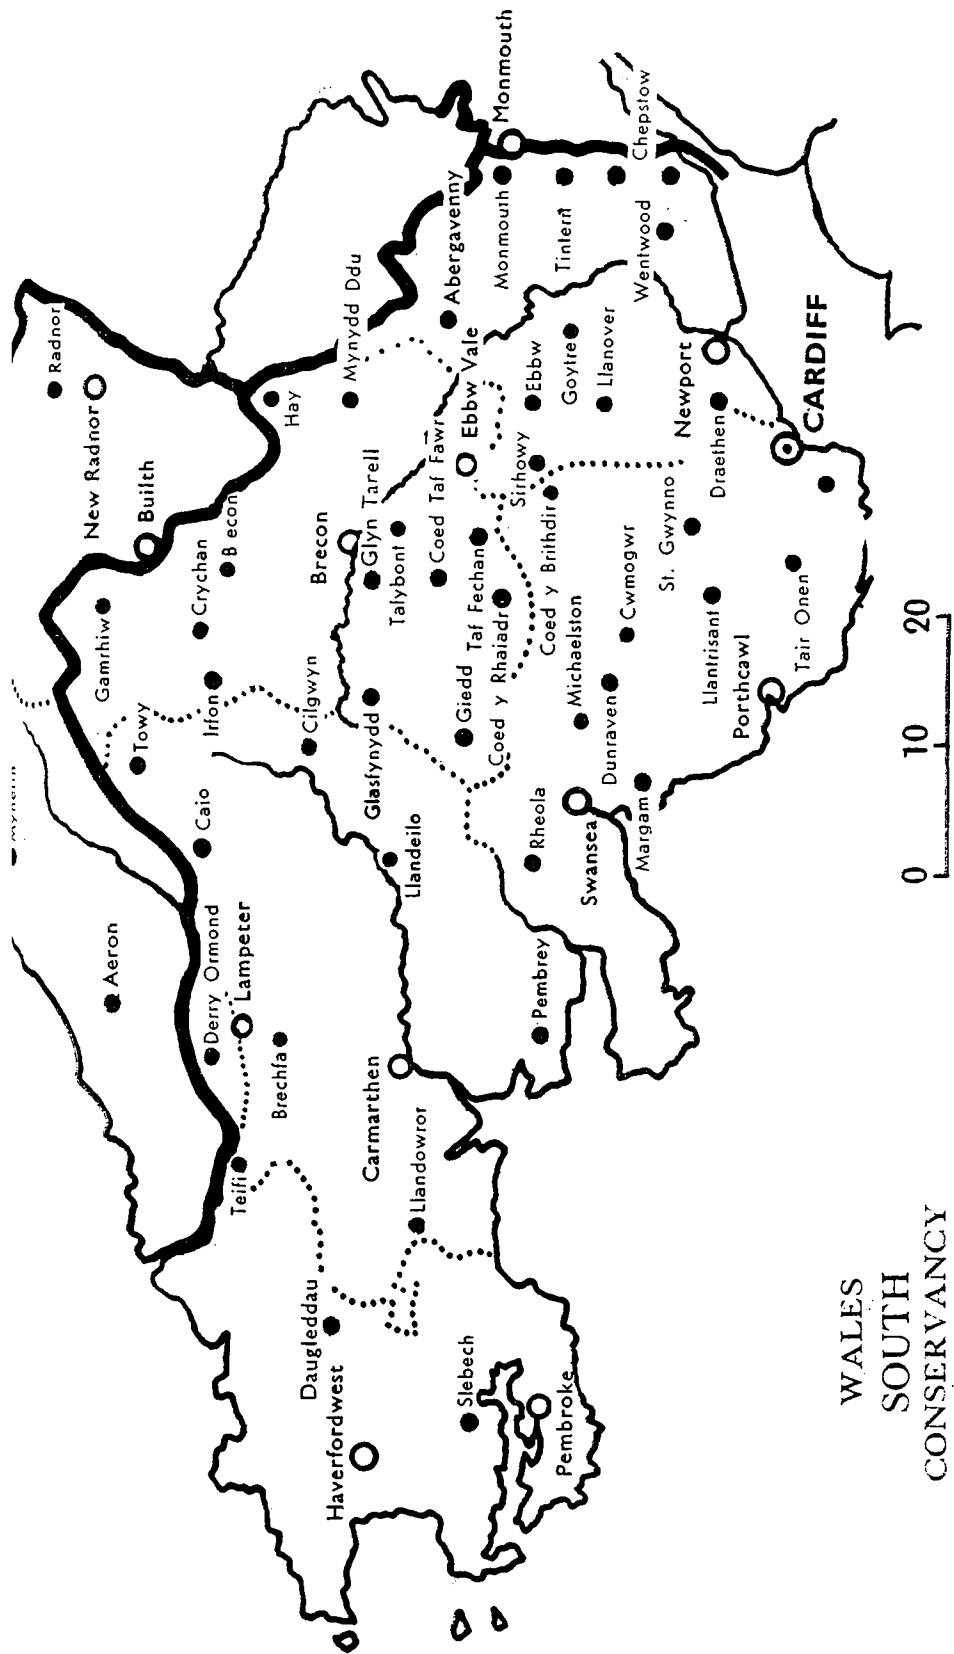 Radnor
New Radnor
Builth
Gamrhiw
Towy
Irfon
Crychan
Brecon
Hay
Mynydd Ddu
Abergavenny
Monmouth
Monmouth
Tintern
Chepstow
Wentwood
Aeron
Derry Ormond
Lampeter
Caio
Cilgwyn
Brecon
Glyn Tarell
Talybont
Coed Taf Fawr
Ebbw Vale
Ebbw
Goytre
Llanover
Newport
Draethen
CARDIFF
Teifi
Brechfa
Llandeilo
Glasfynydd
Giedd
Taf Fechan
Coed y Rhaiadr
Sirhowy
Coed y Brithdir
Michaelston
Cwmogwr
St. Gwynno
Dunraven
Llantrisant
Porthcawl
Tair Onen
Carmarthen
Llandowror
Pembrey
Rheola
Swansea
Margam
Daugleddau
Haverfordwest
Slebech
Pembroke
0 10 20
WALES
SOUTH
CONSERVANCY